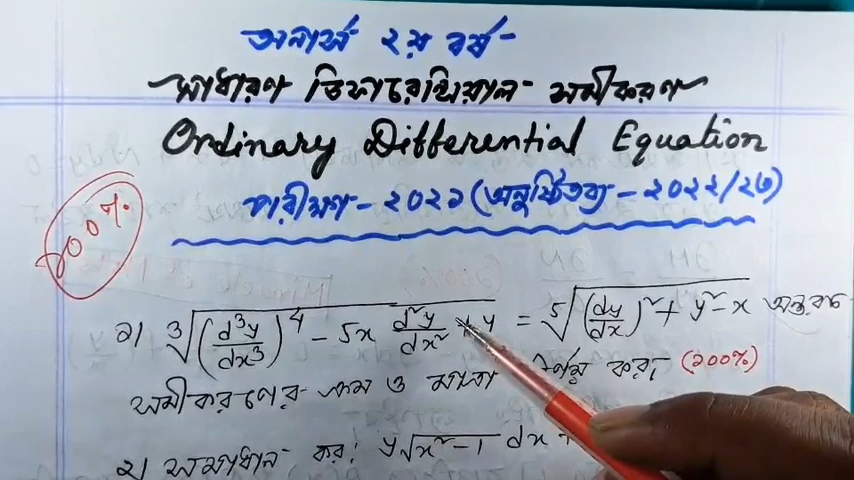 অনার্স ২য় বর্ষ
সাধারণ ডিফারেন্সিয়াল সমীকরণ
Ordinary Differential Equation
পরীক্ষা - ২০২১ (অনুষ্ঠিতব্য - ২০২২/২৩)
১০০%
১। ∛((d³y/dx³)⁴ - 5x d²y/dx² + y) = ⁵√((dy/dx)² + y² - x) অন্তরজ
সমীকরণের ক্রম ও মাত্রা নির্ণয় কর। (১০০%)
২। সমাধান কর: y√(x² - 1) dx +